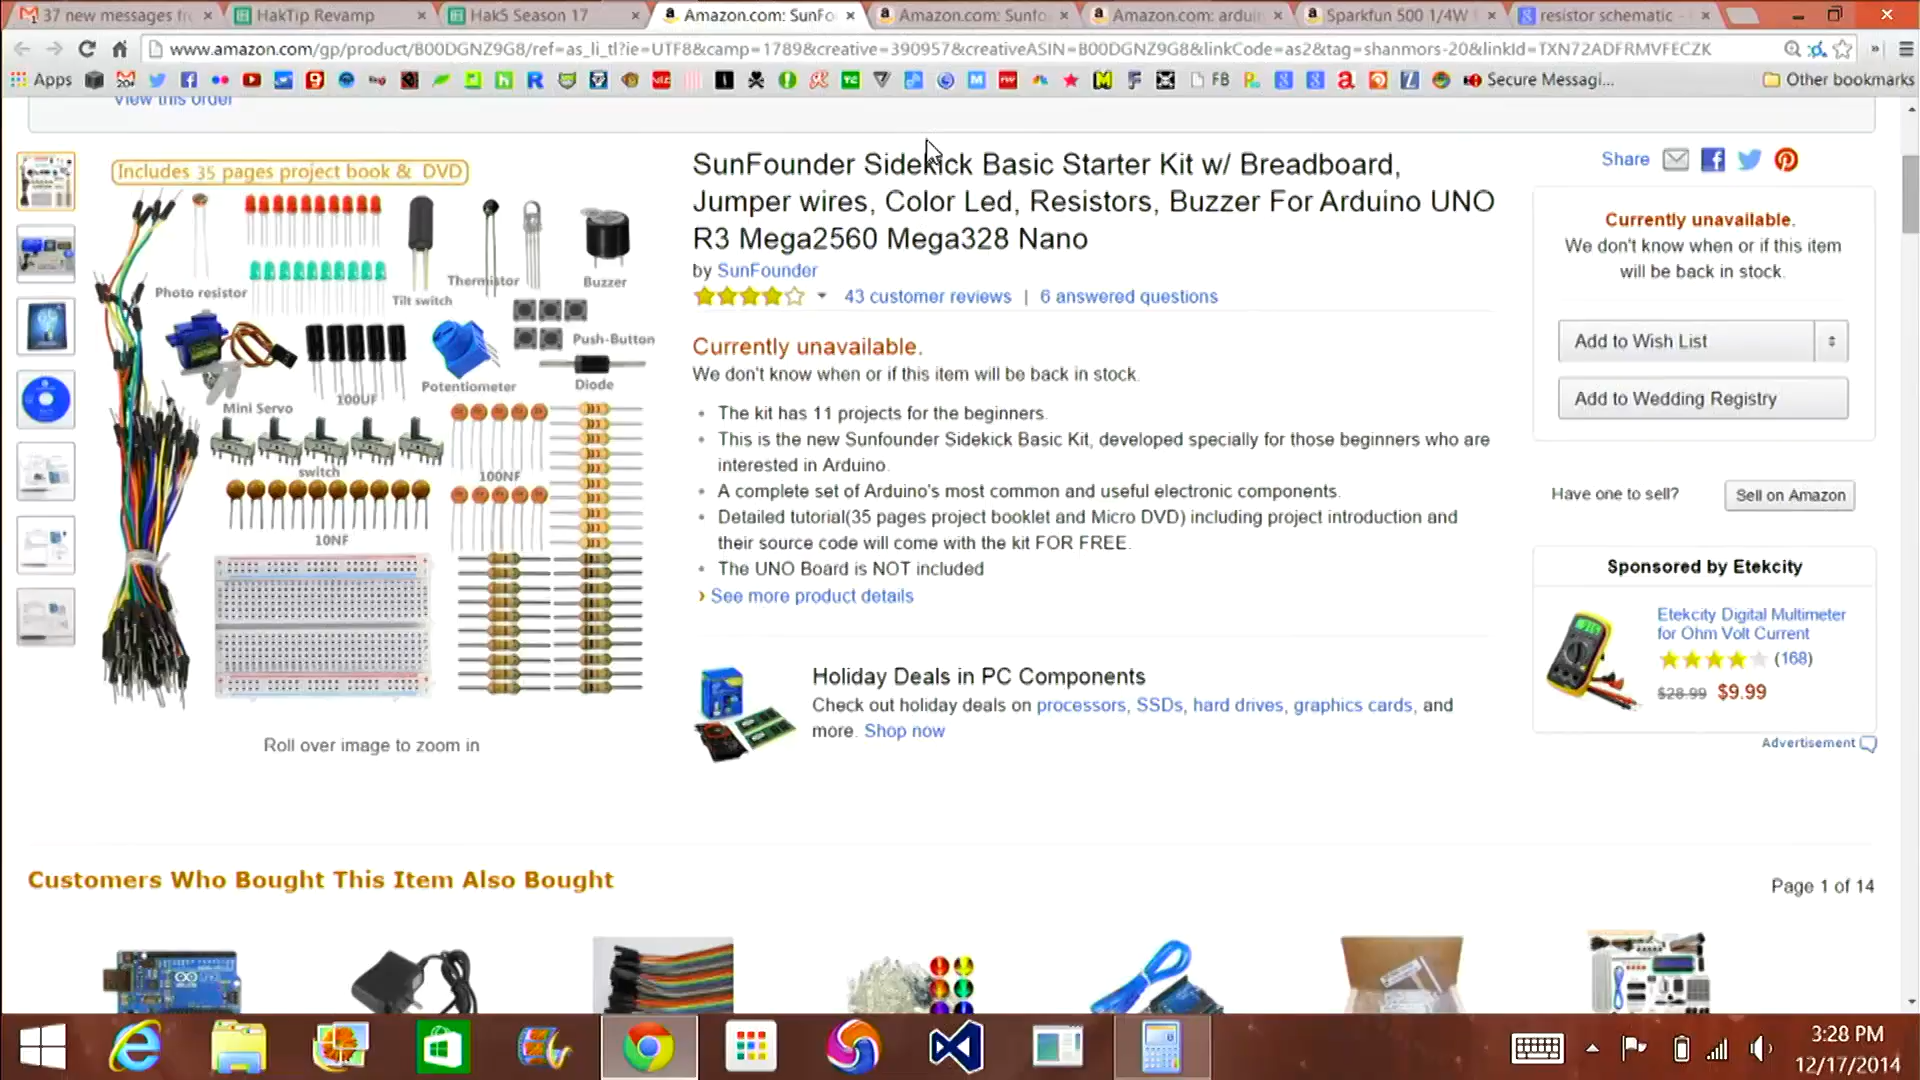 37 new messages fr
HakTip Revamp
Hak5 Season 17
Amazon.com: SunFo
Amazon.com: Sunfo
Amazon.com: ardui
Sparkfun 500 1/4W
resistor schematic -
www.amazon.com/gp/product/B00DGNZ9G8/ref=as_li_tl?ie=UTF8&camp=1789&creative=390957&creativeASIN=B00DGNZ9G8&linkCode=as2&tag=shanmors-20&linkId=TXN72ADFRMVFECZK
Apps
FB
Secure Messagi...
Other bookmarks
View this order
Includes 35 pages project book & DVD
Photo resistor
Tilt switch
Thermistor
Buzzer
Push-Button
Mini Servo
100UF
Potentiometer
Diode
switch
100NF
10NF
Roll over image to zoom in
SunFounder Sidekick Basic Starter Kit w/ Breadboard,
Jumper wires, Color Led, Resistors, Buzzer For Arduino UNO
R3 Mega2560 Mega328 Nano
by SunFounder
43 customer reviews | 6 answered questions
Currently unavailable.
We don't know when or if this item will be back in stock.
• The kit has 11 projects for the beginners.
• This is the new Sunfounder Sidekick Basic Kit, developed specially for those beginners who are
interested in Arduino.
• A complete set of Arduino's most common and useful electronic components.
• Detailed tutorial(35 pages project booklet and Micro DVD) including project introduction and
their source code will come with the kit FOR FREE.
• The UNO Board is NOT included
› See more product details
Holiday Deals in PC Components
Check out holiday deals on processors, SSDs, hard drives, graphics cards, and
more. Shop now
Share
Currently unavailable.
We don't know when or if this item
will be back in stock.
Add to Wish List
Add to Wedding Registry
Have one to sell?
Sell on Amazon
Sponsored by Etekcity
Etekcity Digital Multimeter
for Ohm Volt Current
(168)
$28.99 $9.99
Advertisement
Customers Who Bought This Item Also Bought
Page 1 of 14
3:28 PM
12/17/2014